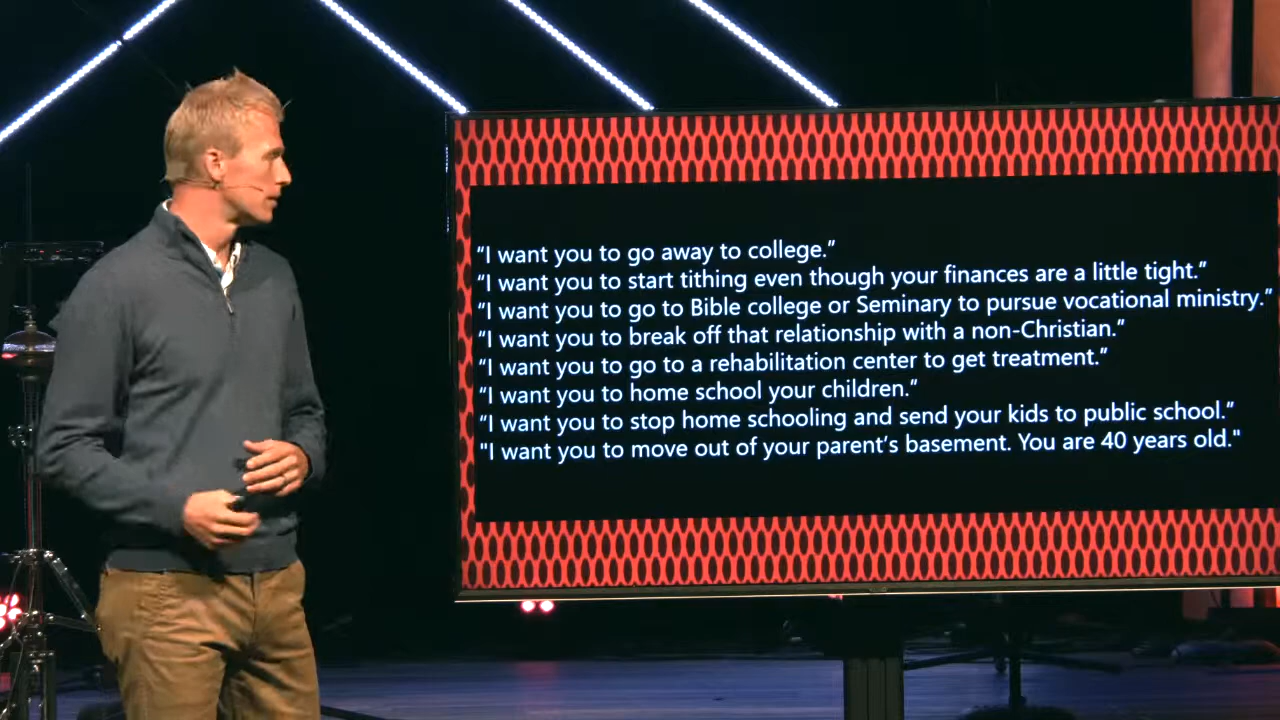 “I want you to go away to college.”
“I want you to start tithing even though your finances are a little tight.”
“I want you to go to Bible college or Seminary to pursue vocational ministry.”
“I want you to break off that relationship with a non-Christian.”
“I want you to go to a rehabilitation center to get treatment.”
“I want you to home school your children.”
“I want you to stop home schooling and send your kids to public school.”
"I want you to move out of your parent’s basement. You are 40 years old."